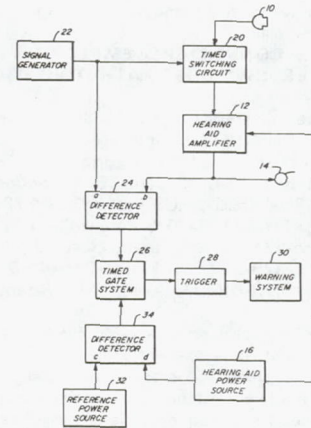 10
22
SIGNAL
GENERATOR
20
TIMED
SWITCHING
CIRCUIT
12
HEARING
AID
AMPLIFIER
14
24
a b
DIFFERENCE
DETECTOR
26
TIMED
GATE
SYSTEM
28
TRIGGER
30
WARNING
SYSTEM
34
DIFFERENCE
DETECTOR
c d
16
HEARING AID
POWER
SOURCE
32
REFERENCE
POWER
SOURCE